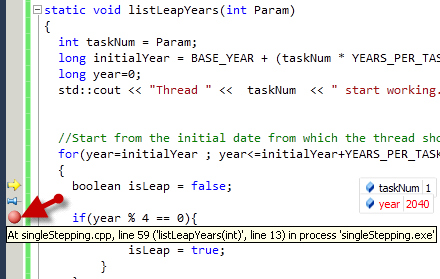 static void listLeapYears(int Param)
{
int taskNum = Param;
long initialYear = BASE_YEAR + (taskNum * YEARS_PER_TAS
long year=0;
std::cout << "Thread " << taskNum << " start working.
//Start from the initial date from which the thread sho
for(year=initialYear ; year<=initialYear+YEARS_PER_TASK
{
boolean isLeap = false;
taskNum 1
year 2040
if(year % 4 == 0){
At singleStepping.cpp, line 59 ('listLeapYears(int)', line 13) in process 'singleStepping.exe'
isLeap = true;
}
}